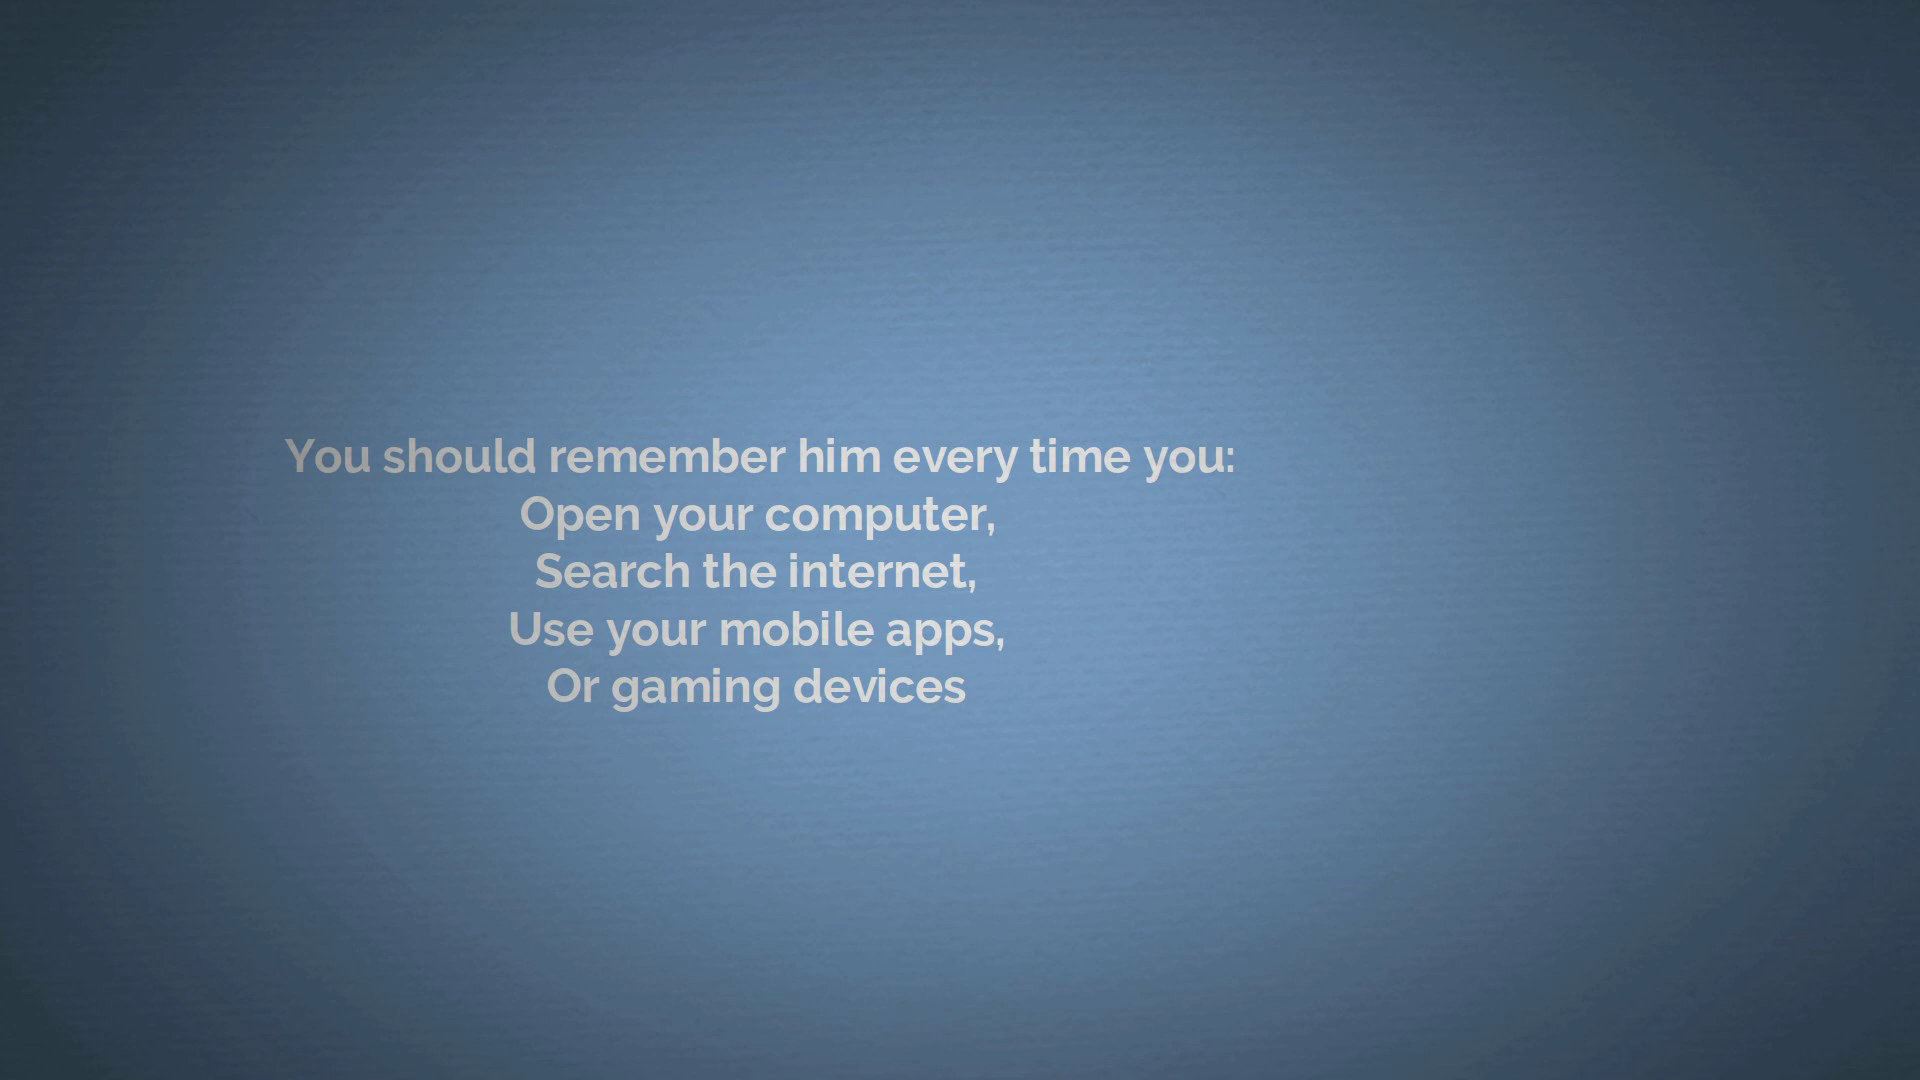 You should remember him every time you:
Open your computer,
Search the internet,
Use your mobile apps,
Or gaming devices